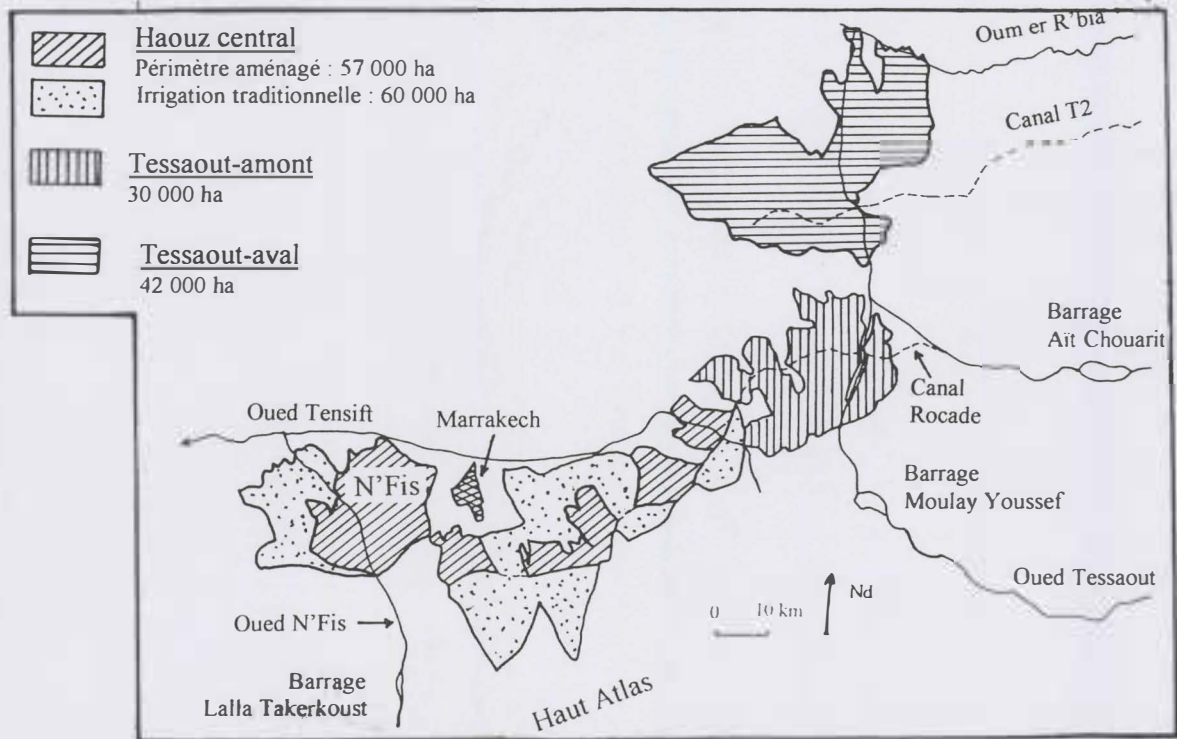 Haouz central
Périmètre aménagé : 57 000 ha
Irrigation traditionnelle : 60 000 ha
Tessaout-amont
30 000 ha
Tessaout-aval
42 000 ha
Oum er R'bia
Canal T2
Barrage
Aït Chouarit
Canal
Rocade
Oued Tensift
Marrakech
N'Fis
Barrage
Moulay Youssef
Oued Tessaout
0 10 km
Nd
Oued N'Fis
Barrage
Lalla Takerkoust
Haut Atlas